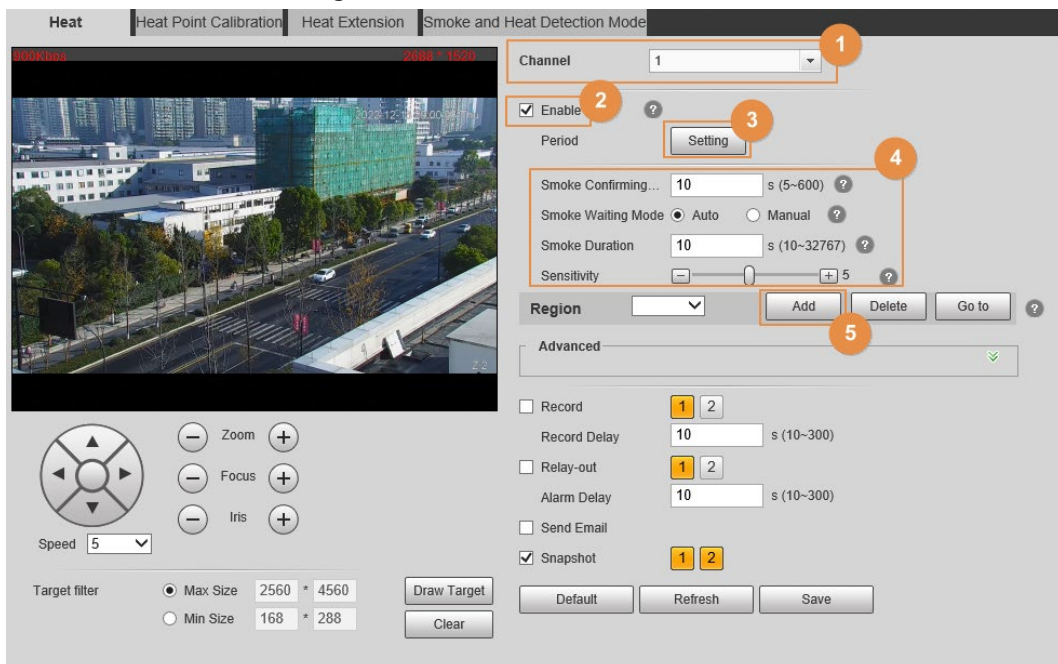 Heat
Heat Point Calibration
Heat Extension
Smoke and Heat Detection Mode
900Kbps
2688 * 1520
Z 2
Channel
1
1
Enable
2
Period
Setting
3
4
Smoke Confirming...
10
s (5~600)
?
Smoke Waiting Mode
Auto
Manual
?
Smoke Duration
10
s (10~32767)
?
Sensitivity
5
?
Region
Add
Delete
Go to
?
5
Advanced
Record
1
2
Record Delay
10
s (10~300)
Relay-out
1
2
Alarm Delay
10
s (10~300)
Send Email
Snapshot
1
2
Default
Refresh
Save
Zoom
Focus
Iris
Speed
5
Target filter
Max Size
2560
*
4560
Draw Target
Min Size
168
*
288
Clear